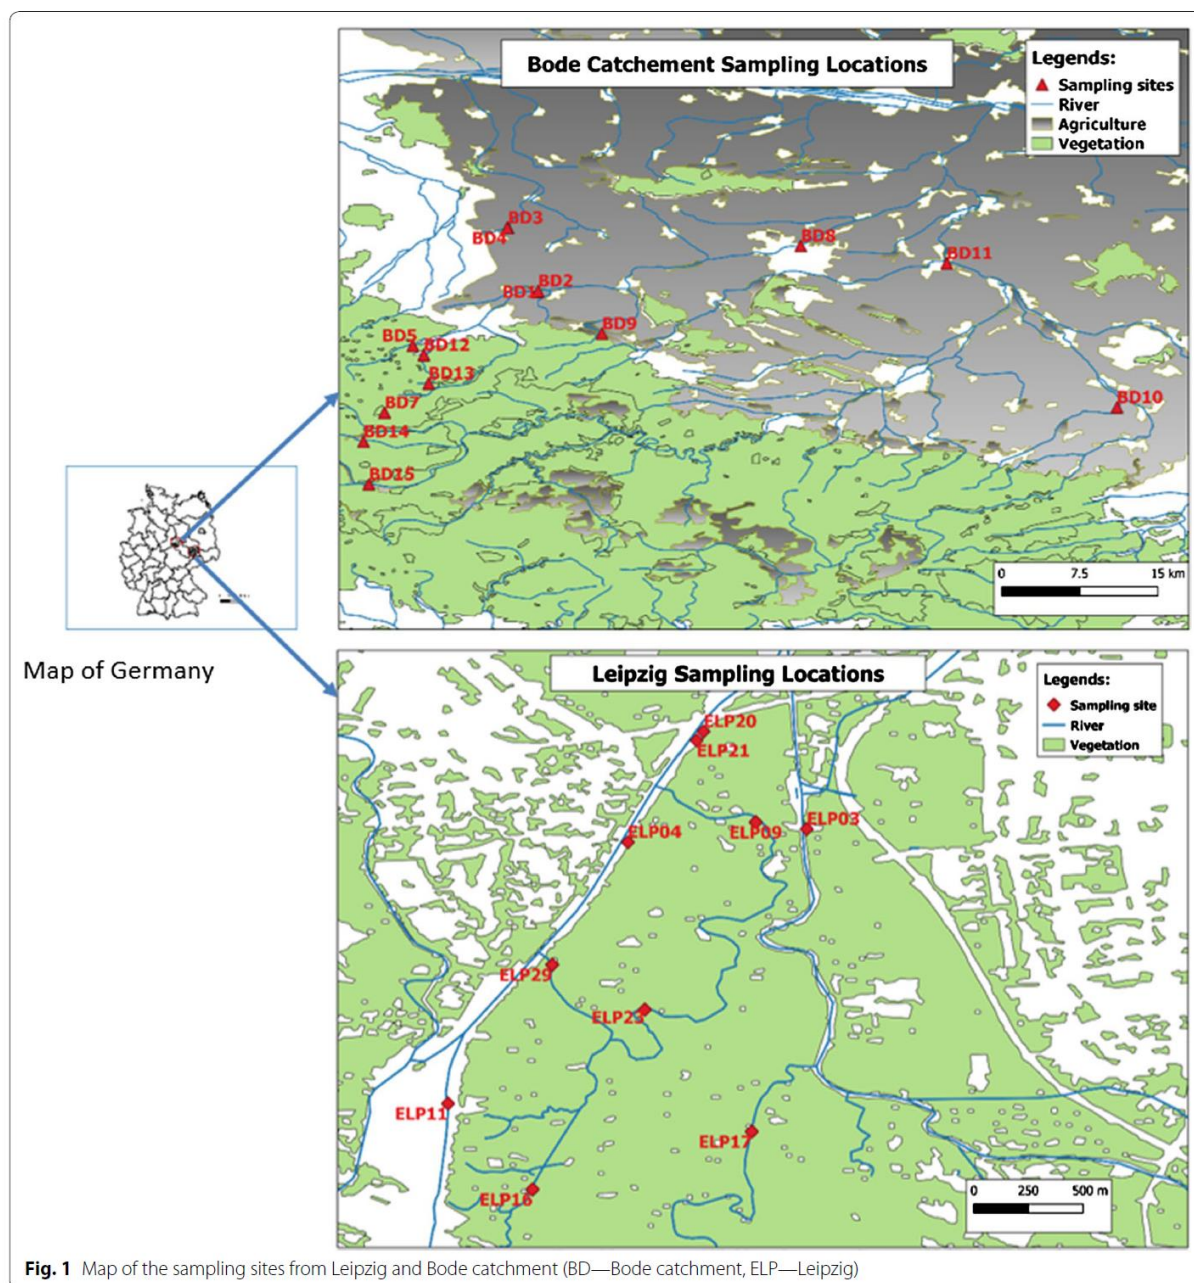 Bode Catchement Sampling Locations
Legends:
Sampling sites
River
Agriculture
Vegetation
BD3
BD4
BD8
BD11
BD2
BD1
BD9
BD5
BD12
BD13
BD7
BD10
BD14
BD15
0 7.5 15 km
Map of Germany
Leipzig Sampling Locations
Legends:
Sampling site
River
Vegetation
ELP20
ELP21
ELP03
ELP04
ELP09
ELP29
ELP23
ELP11
ELP17
ELP16
0 250 500 m
Fig. 1 Map of the sampling sites from Leipzig and Bode catchment (BD—Bode catchment, ELP—Leipzig)